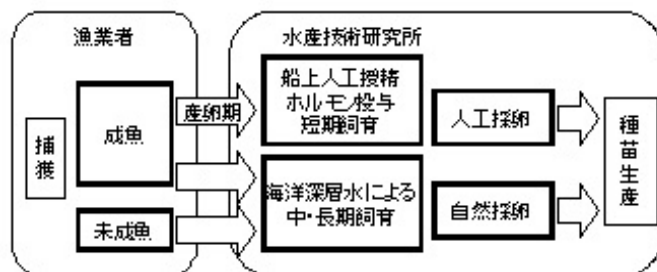 漁業者
捕獲
成魚
未成魚
産卵期
水産技術研究所
船上人工授精
ホルモン投与
短期飼育
海洋深層水による
中・長期飼育
人工採卵
自然採卵
種苗生産